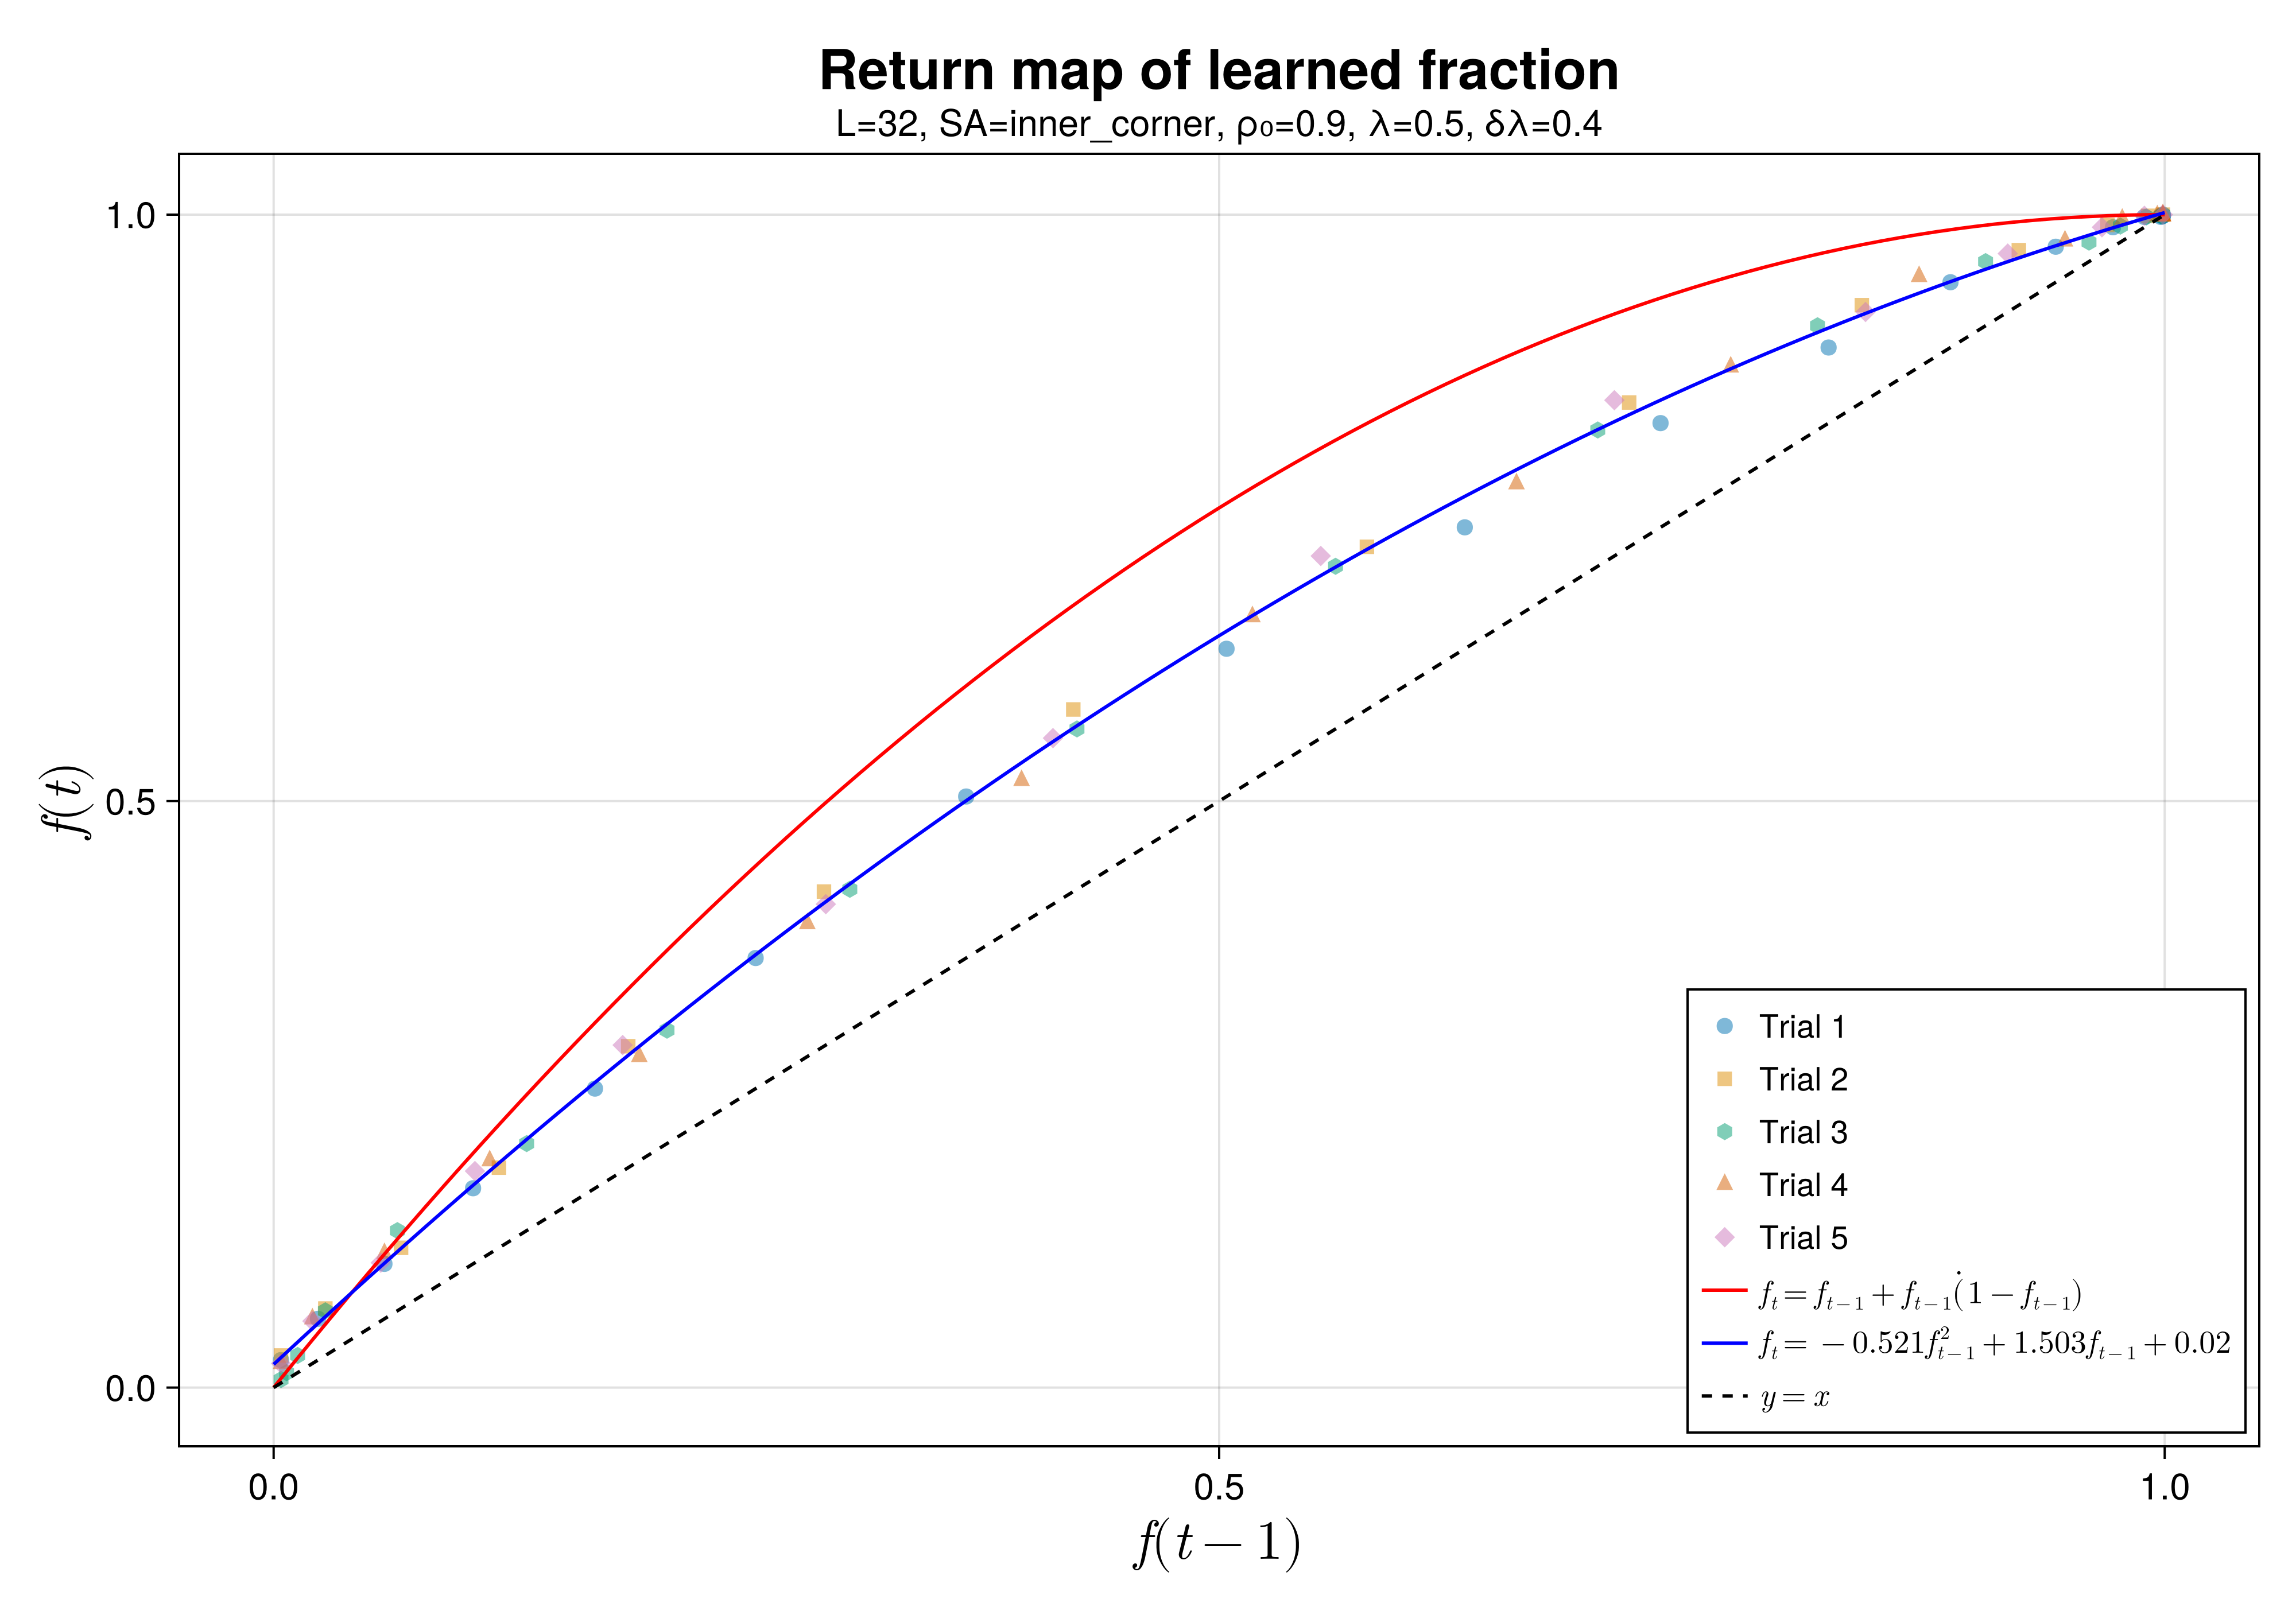 Return map of learned fraction
L=32, SA=inner_corner, ρ₀=0.9, λ=0.5, δλ=0.4
1.0
0.5
0.0
f(t)
0.0
0.5
1.0
f(t − 1)
Trial 1
Trial 2
Trial 3
Trial 4
Trial 5
f_t = f_{t−1} + f_{t−1}(̇1 − f_{t−1})
f_t = −0.521f²_{t−1} + 1.503f_{t−1} + 0.02
y = x